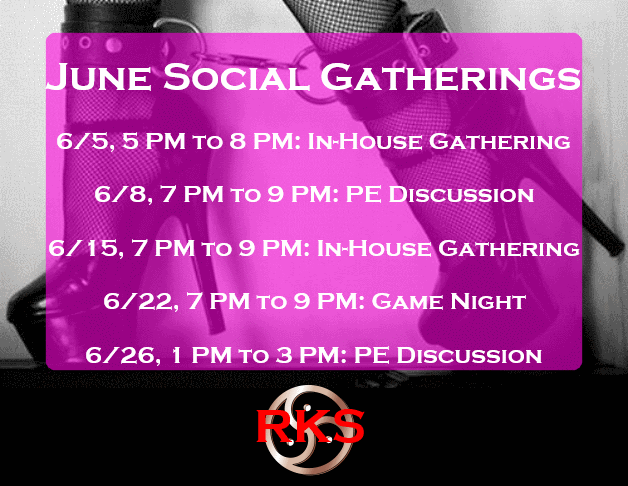 June Social Gatherings
6/5, 5 PM to 8 PM: In-House Gathering
6/8, 7 PM to 9 PM: PE Discussion
6/15, 7 PM to 9 PM: In-House Gathering
6/22, 7 PM to 9 PM: Game Night
6/26, 1 PM to 3 PM: PE Discussion
RKS